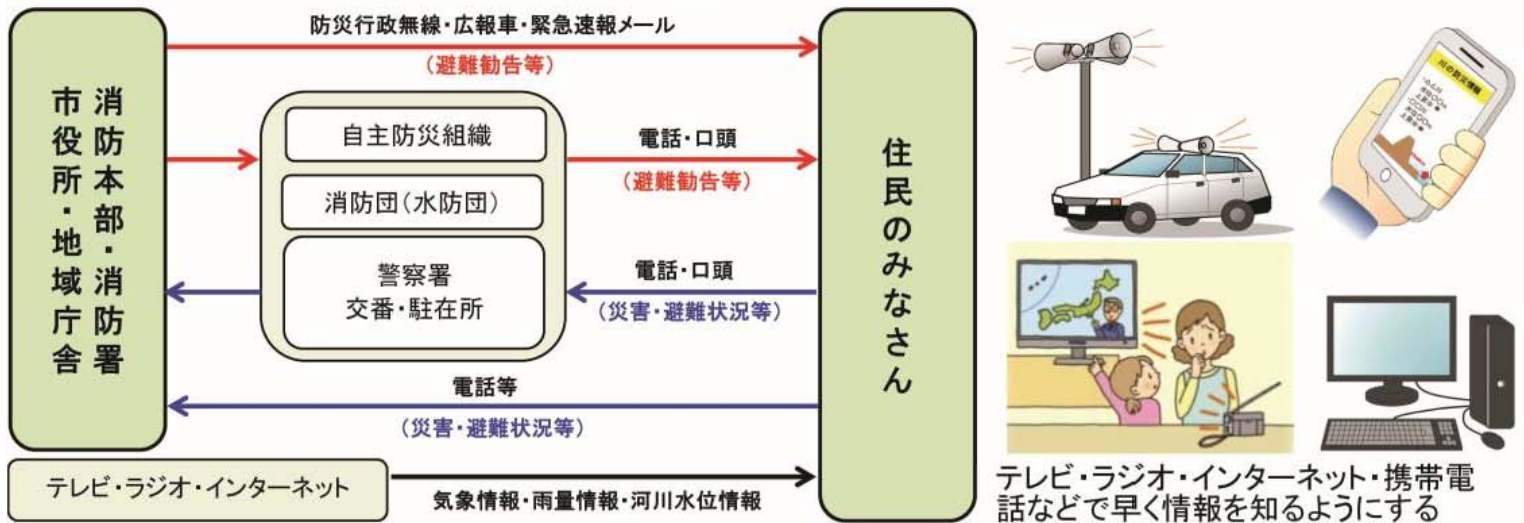 防災行政無線・広報車・緊急速報メール
(避難勧告等)
消防本部・消防署
市役所・地域庁舎
自主防災組織
消防団(水防団)
警察署
交番・駐在所
電話・口頭
(避難勧告等)
電話・口頭
(災害・避難状況等)
電話等
(災害・避難状況等)
住民のみなさん
テレビ・ラジオ・インターネット
気象情報・雨量情報・河川水位情報
川の防災情報
テレビ・ラジオ・インターネット・携帯電
話などで早く情報を知るようにする